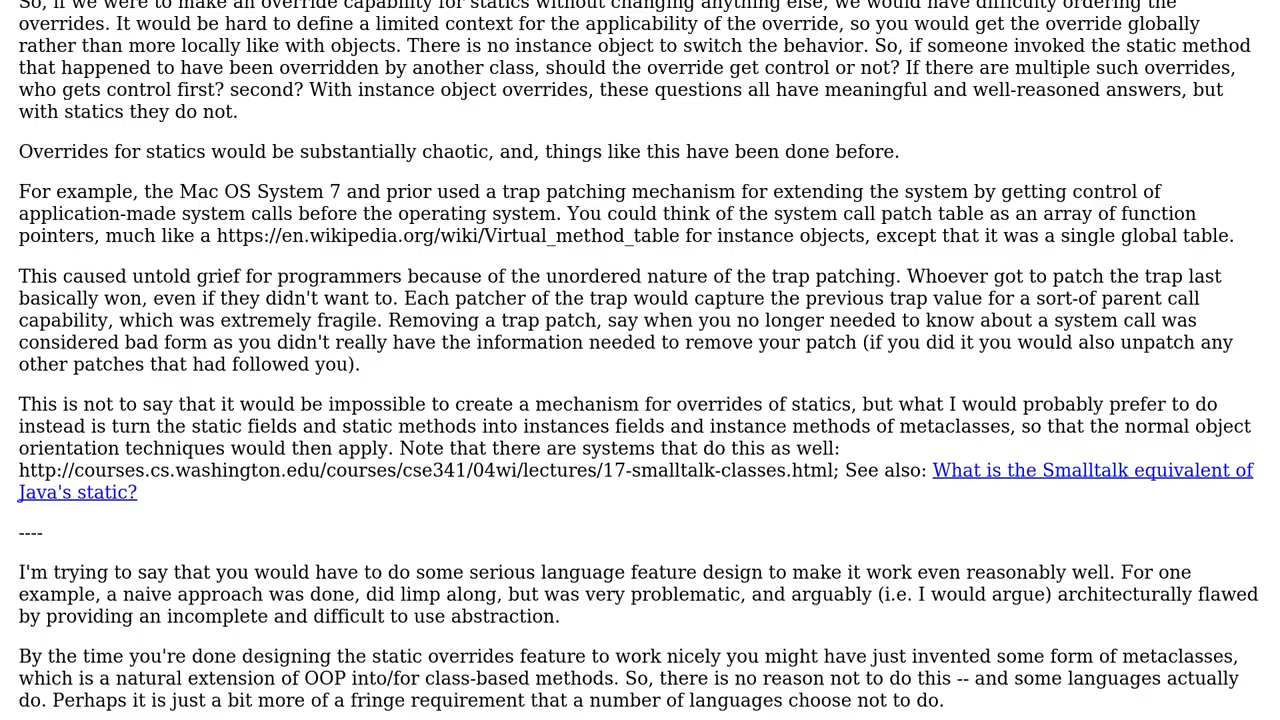 So, if we were to make an override capability for statics without changing anything else, we would have difficulty ordering the
overrides. It would be hard to define a limited context for the applicability of the override, so you would get the override globally
rather than more locally like with objects. There is no instance object to switch the behavior. So, if someone invoked the static method
that happened to have been overridden by another class, should the override get control or not? If there are multiple such overrides,
who gets control first? second? With instance object overrides, these questions all have meaningful and well-reasoned answers, but
with statics they do not.
Overrides for statics would be substantially chaotic, and, things like this have been done before.
For example, the Mac OS System 7 and prior used a trap patching mechanism for extending the system by getting control of
application-made system calls before the operating system. You could think of the system call patch table as an array of function
pointers, much like a https://en.wikipedia.org/wiki/Virtual_method_table for instance objects, except that it was a single global table.
This caused untold grief for programmers because of the unordered nature of the trap patching. Whoever got to patch the trap last
basically won, even if they didn't want to. Each patcher of the trap would capture the previous trap value for a sort-of parent call
capability, which was extremely fragile. Removing a trap patch, say when you no longer needed to know about a system call was
considered bad form as you didn't really have the information needed to remove your patch (if you did it you would also unpatch any
other patches that had followed you).
This is not to say that it would be impossible to create a mechanism for overrides of statics, but what I would probably prefer to do
instead is turn the static fields and static methods into instances fields and instance methods of metaclasses, so that the normal object
orientation techniques would then apply. Note that there are systems that do this as well:
http://courses.cs.washington.edu/courses/cse341/04wi/lectures/17-smalltalk-classes.html; See also: What is the Smalltalk equivalent of
Java's static?
----
I'm trying to say that you would have to do some serious language feature design to make it work even reasonably well. For one
example, a naive approach was done, did limp along, but was very problematic, and arguably (i.e. I would argue) architecturally flawed
by providing an incomplete and difficult to use abstraction.
By the time you're done designing the static overrides feature to work nicely you might have just invented some form of metaclasses,
which is a natural extension of OOP into/for class-based methods. So, there is no reason not to do this -- and some languages actually
do. Perhaps it is just a bit more of a fringe requirement that a number of languages choose not to do.